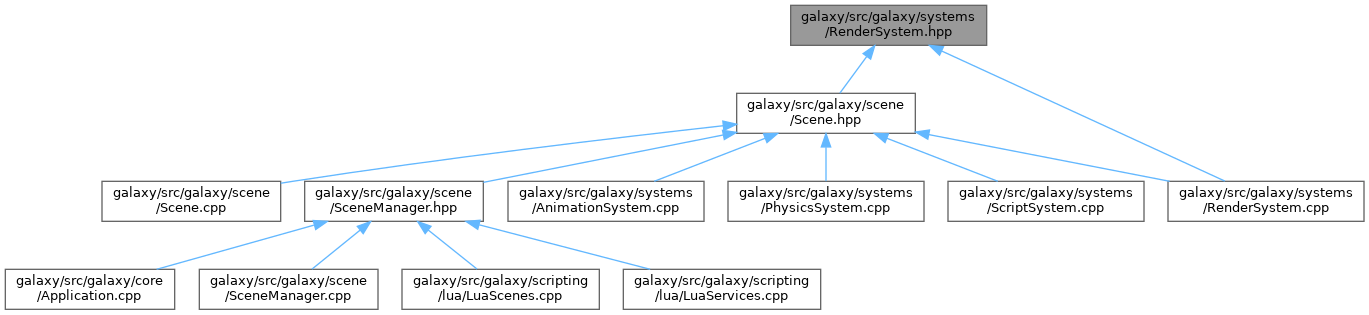 galaxy/src/galaxy/systems
/RenderSystem.hpp
galaxy/src/galaxy/scene
/Scene.hpp
galaxy/src/galaxy/scene
/Scene.cpp
galaxy/src/galaxy/scene
/SceneManager.hpp
galaxy/src/galaxy/systems
/AnimationSystem.cpp
galaxy/src/galaxy/systems
/PhysicsSystem.cpp
galaxy/src/galaxy/systems
/ScriptSystem.cpp
galaxy/src/galaxy/systems
/RenderSystem.cpp
galaxy/src/galaxy/core
/Application.cpp
galaxy/src/galaxy/scene
/SceneManager.cpp
galaxy/src/galaxy/scripting
/lua/LuaScenes.cpp
galaxy/src/galaxy/scripting
/lua/LuaServices.cpp